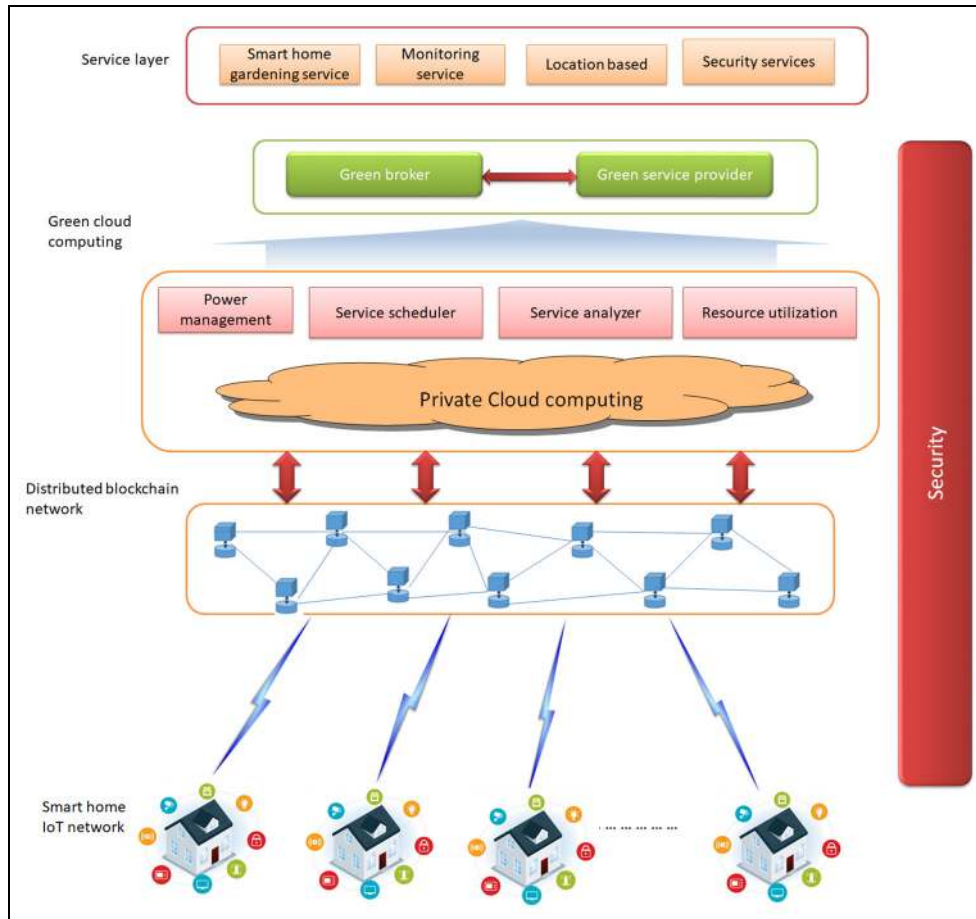 Service layer
Smart home
gardening service
Monitoring
service
Location based
Security services
Green broker
Green service provider
Green cloud
computing
Power
management
Service scheduler
Service analyzer
Resource utilization
Private Cloud computing
Security
Distributed blockchain
network
Smart home
IoT network